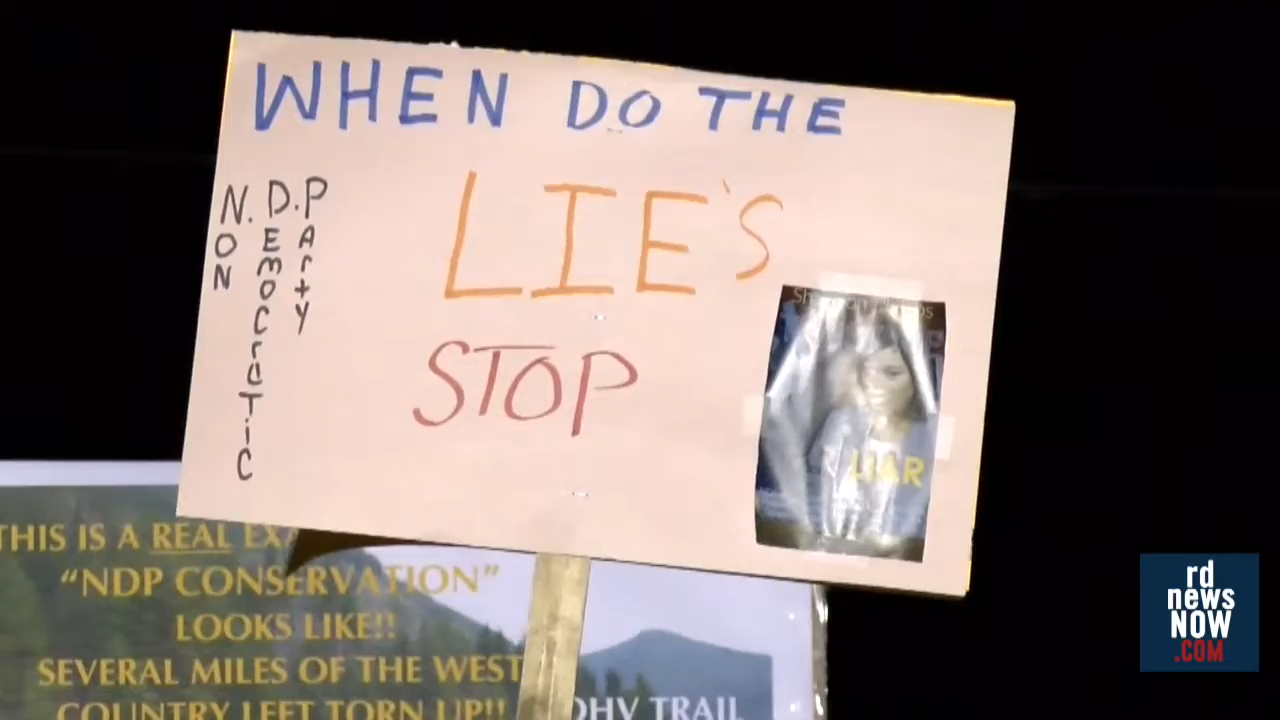 WHEN DO THE
LIE'S
STOP
N. D.P
NON
DEMOCrATiC
PArty
LIAR
THIS IS A REAL
"NDP CONSERVATION"
LOOKS LIKE!!
SEVERAL MILES OF THE WEST
COUNTRY LEFT TORN UP!!
OHV TRAIL
rd
news
NOW
.COM